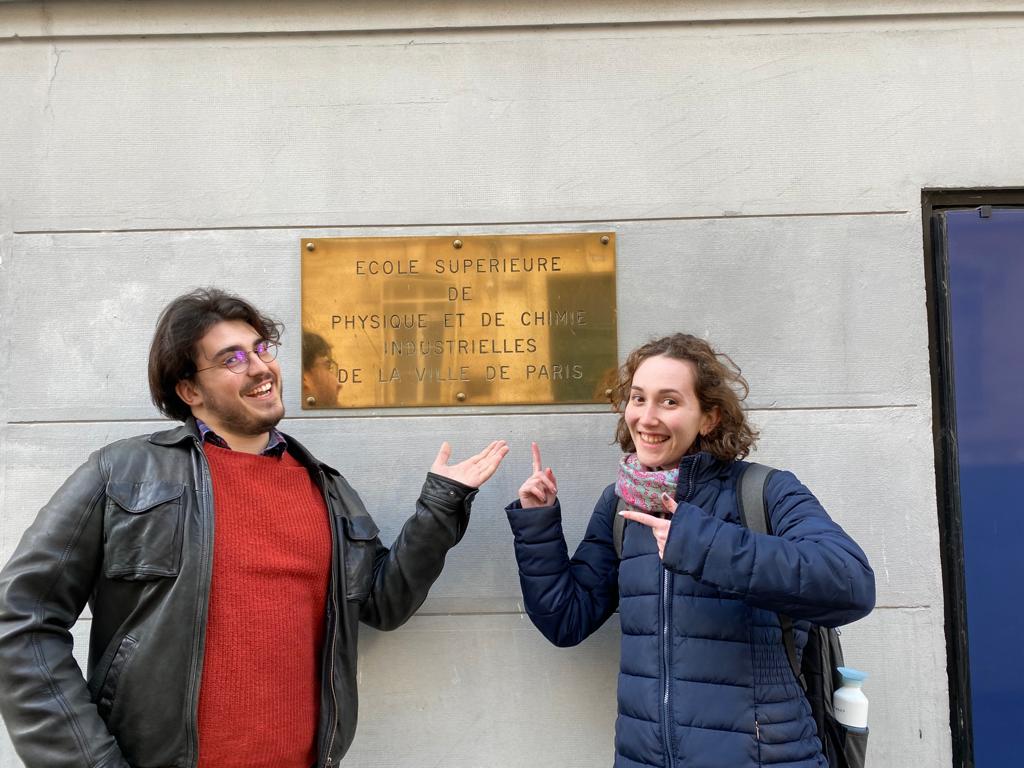 ECOLE SUPERIEURE
DE
PHYSIQUE ET DE CHIMIE
INDUSTRIELLES
DE LA VILLE DE PARIS